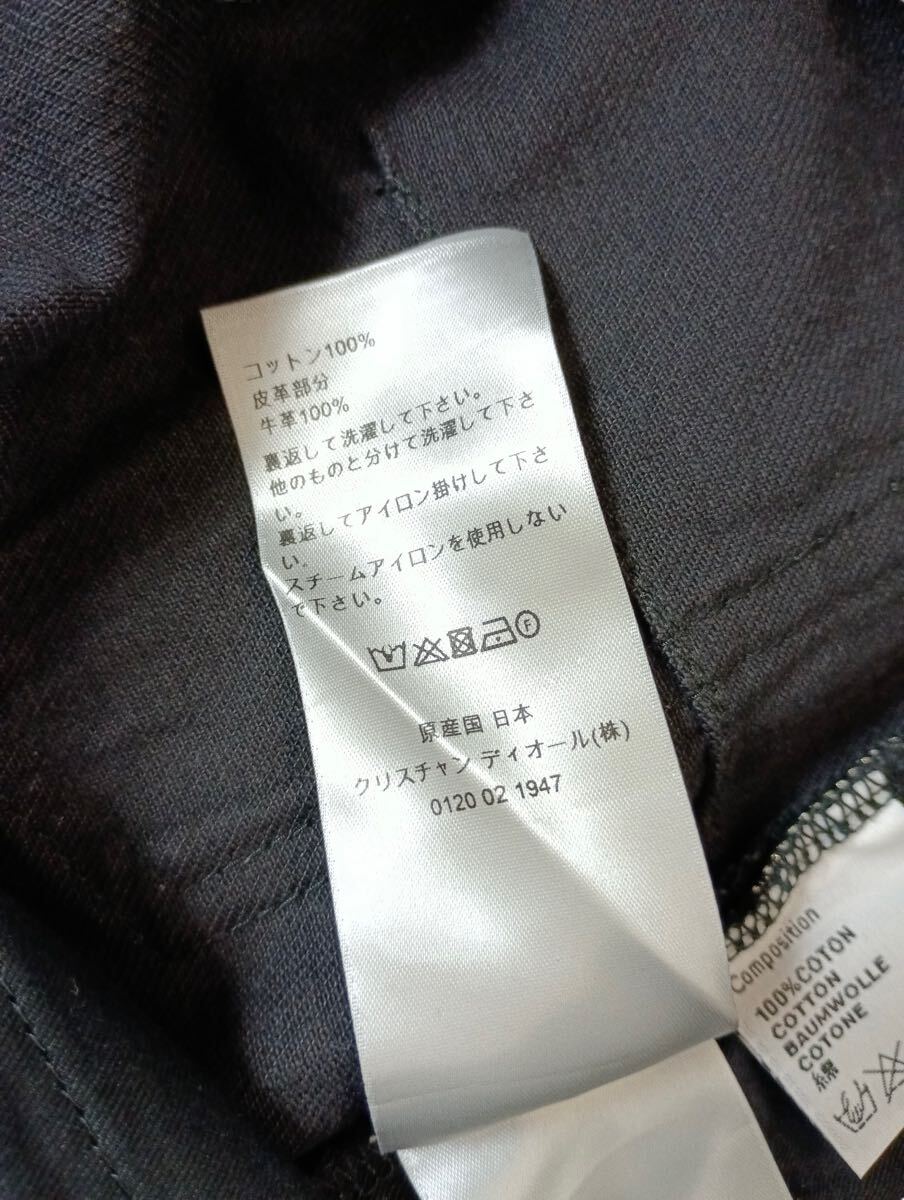 コットン100%
皮革部分
牛革100%
裏返して洗濯して下さい。
他のものと分けて洗濯して下さ
い。
裏返してアイロン掛けして下さ
い。
スチームアイロンを使用しない
で下さい。
F
原産国 日本
クリスチャン ディオール(株)
0120 02 1947
Composition
100%COTON
COTTON
BAUMWOLLE
COTONE
綿